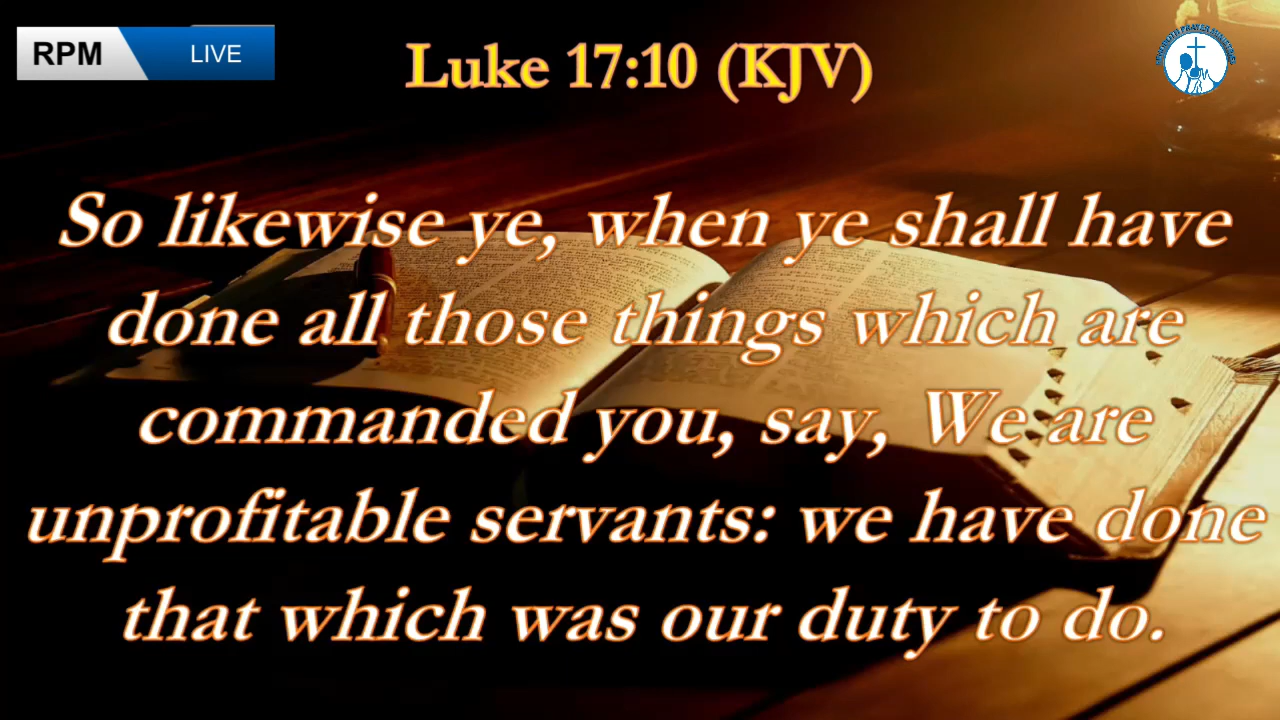 RPM LIVE
Luke 17:10 (KJV)
So likewise ye, when ye shall have
done all those things which are
commanded you, say, We are
unprofitable servants: we have done
that which was our duty to do.